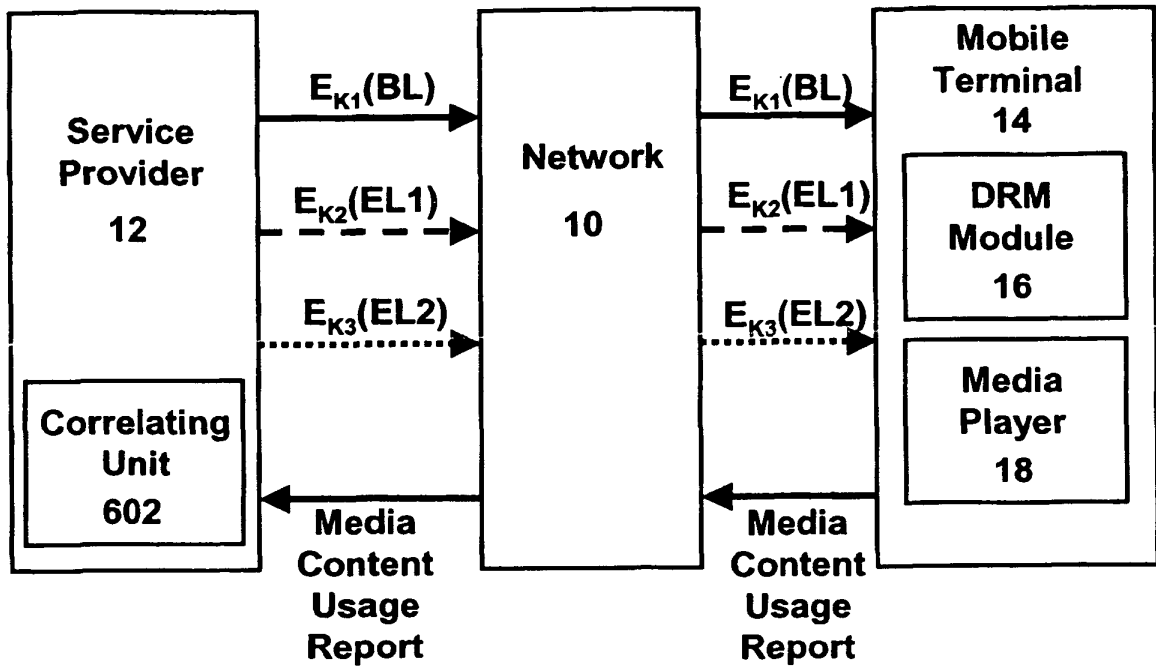 Service
Provider
12
Correlating
Unit
602
E_K1(BL)
E_K2(EL1)
E_K3(EL2)
Media
Content
Usage
Report
Network
10
E_K1(BL)
E_K2(EL1)
E_K3(EL2)
Media
Content
Usage
Report
Mobile
Terminal
14
DRM
Module
16
Media
Player
18